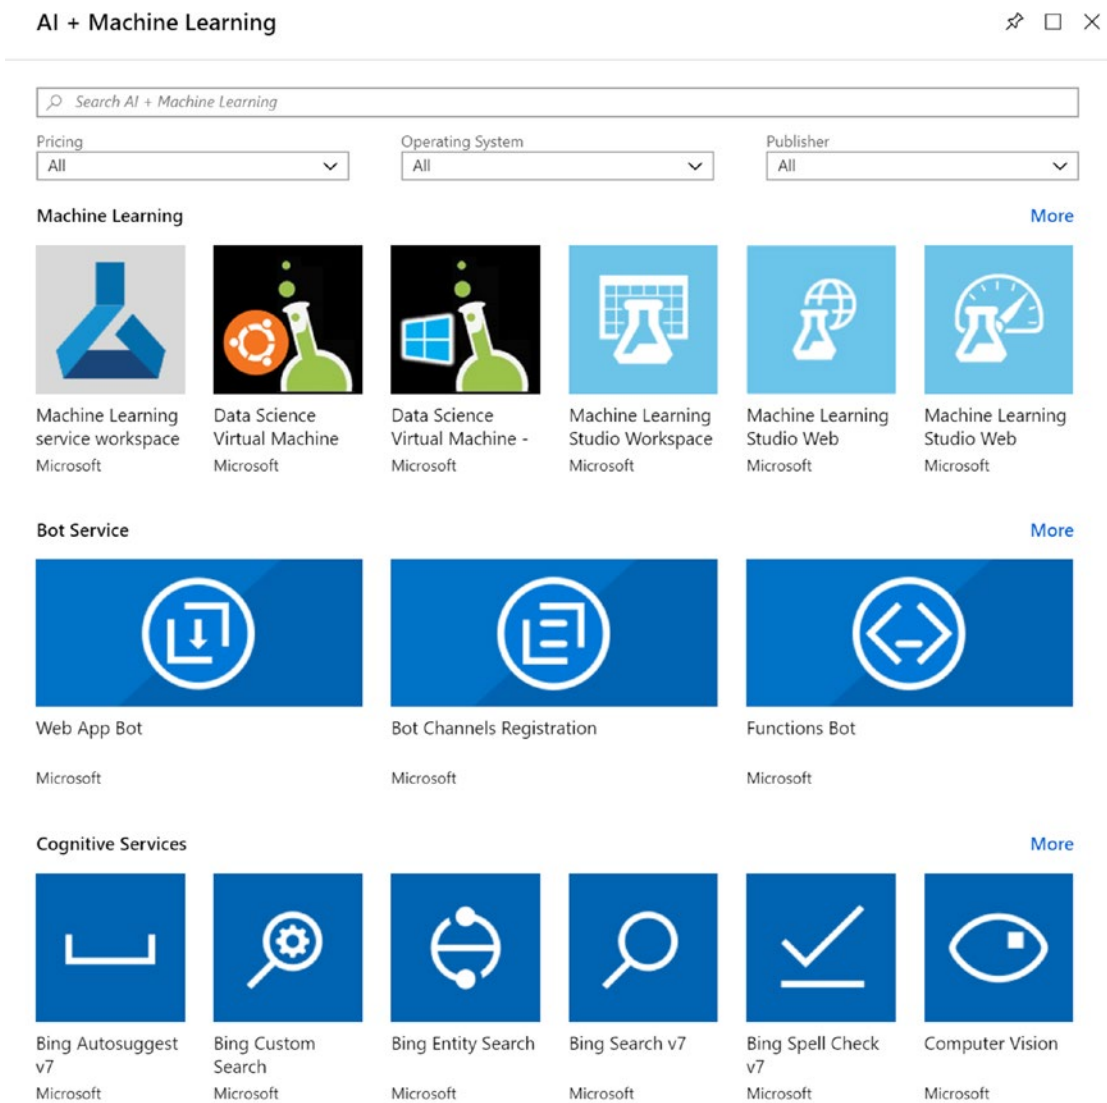 AI + Machine Learning
Search AI + Machine Learning
Pricing
All
Operating System
All
Publisher
All
Machine Learning
More
Machine Learning
service workspace
Microsoft
Data Science
Virtual Machine
Microsoft
Data Science
Virtual Machine -
Microsoft
Machine Learning
Studio Workspace
Microsoft
Machine Learning
Studio Web
Microsoft
Machine Learning
Studio Web
Microsoft
Bot Service
More
Web App Bot
Microsoft
Bot Channels Registration
Microsoft
Functions Bot
Microsoft
Cognitive Services
More
Bing Autosuggest
v7
Microsoft
Bing Custom
Search
Microsoft
Bing Entity Search
Microsoft
Bing Search v7
Microsoft
Bing Spell Check
v7
Microsoft
Computer Vision
Microsoft